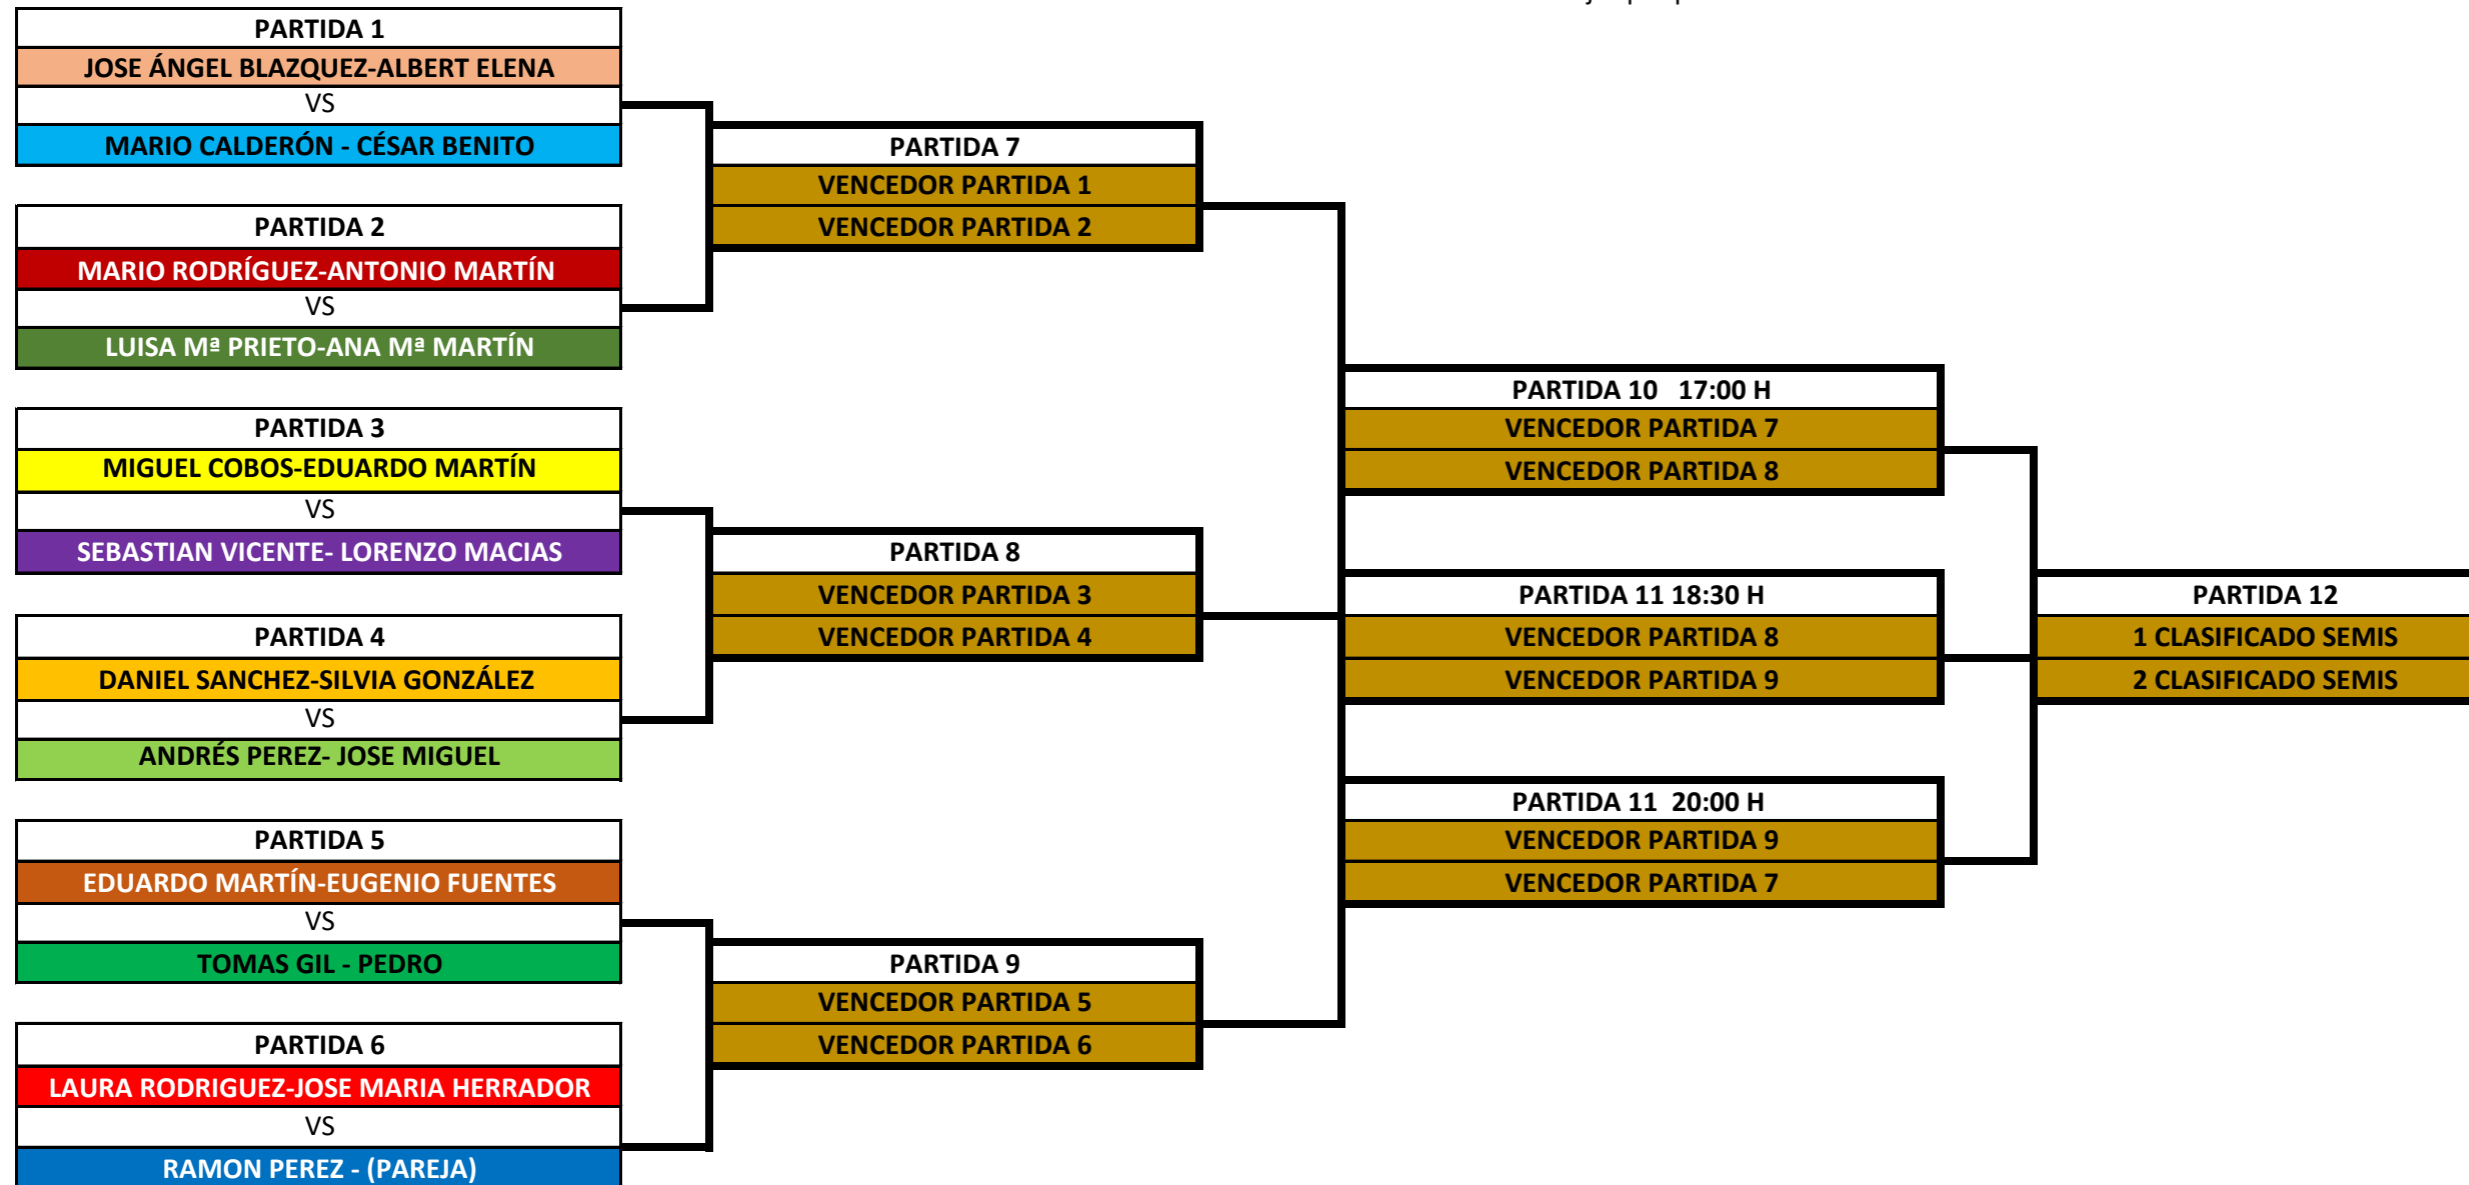 PARTIDA 1
JOSE ÁNGEL BLAZQUEZ-ALBERT ELENA
VS
MARIO CALDERÓN - CÉSAR BENITO
PARTIDA 2
MARIO RODRÍGUEZ-ANTONIO MARTÍN
VS
LUISA Mª PRIETO-ANA Mª MARTÍN
PARTIDA 3
MIGUEL COBOS-EDUARDO MARTÍN
VS
SEBASTIAN VICENTE- LORENZO MACIAS
PARTIDA 4
DANIEL SANCHEZ-SILVIA GONZÁLEZ
VS
ANDRÉS PEREZ- JOSE MIGUEL
PARTIDA 5
EDUARDO MARTÍN-EUGENIO FUENTES
VS
TOMAS GIL - PEDRO
PARTIDA 6
LAURA RODRIGUEZ-JOSE MARIA HERRADOR
VS
RAMON PEREZ - (PAREJA)
PARTIDA 7
VENCEDOR PARTIDA 1
VENCEDOR PARTIDA 2
PARTIDA 8
VENCEDOR PARTIDA 3
VENCEDOR PARTIDA 4
PARTIDA 9
VENCEDOR PARTIDA 5
VENCEDOR PARTIDA 6
PARTIDA 10 17:00 H
VENCEDOR PARTIDA 7
VENCEDOR PARTIDA 8
PARTIDA 11 18:30 H
VENCEDOR PARTIDA 8
VENCEDOR PARTIDA 9
PARTIDA 11 20:00 H
VENCEDOR PARTIDA 9
VENCEDOR PARTIDA 7
PARTIDA 12
1 CLASIFICADO SEMIS
2 CLASIFICADO SEMIS